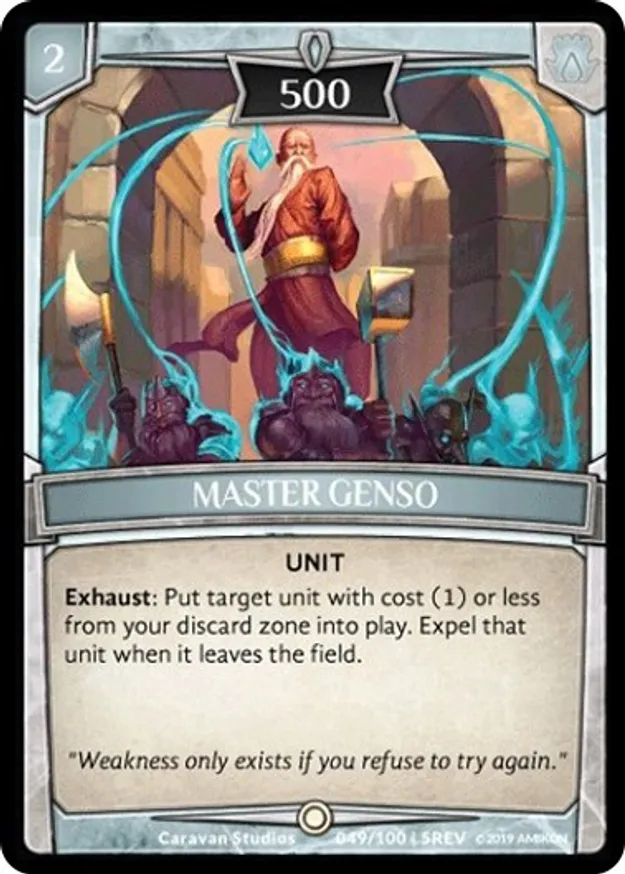 2
500
MASTER GENSO
UNIT
Exhaust: Put target unit with cost (1) or less
from your discard zone into play. Expel that
unit when it leaves the field.
"Weakness only exists if you refuse to try again."
Caravan Studios 049/100 | SREV ©2019 AMIKON